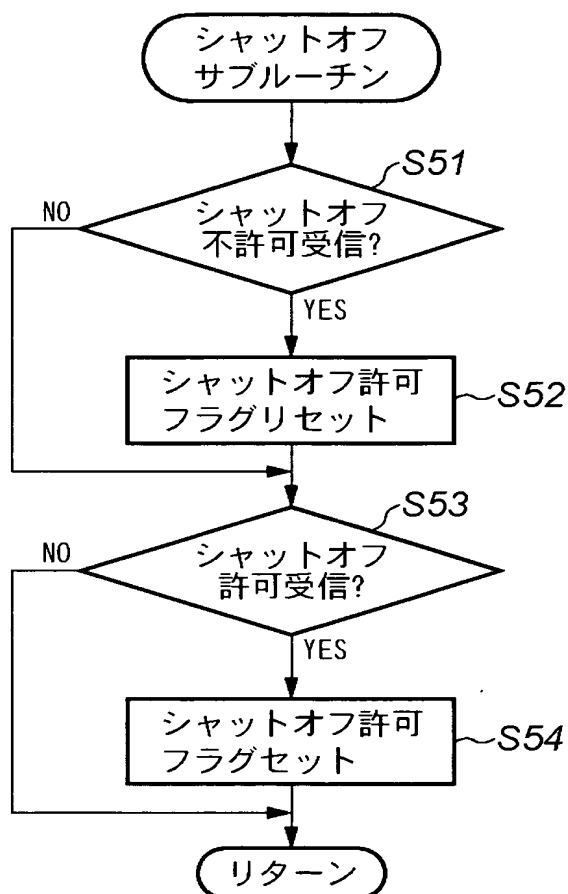 シャットオフ
サブルーチン
S51
NO
シャットオフ
不許可受信?
YES
シャットオフ許可
フラグリセット
S52
S53
NO
シャットオフ
許可受信?
YES
シャットオフ許可
フラグセット
S54
リターン